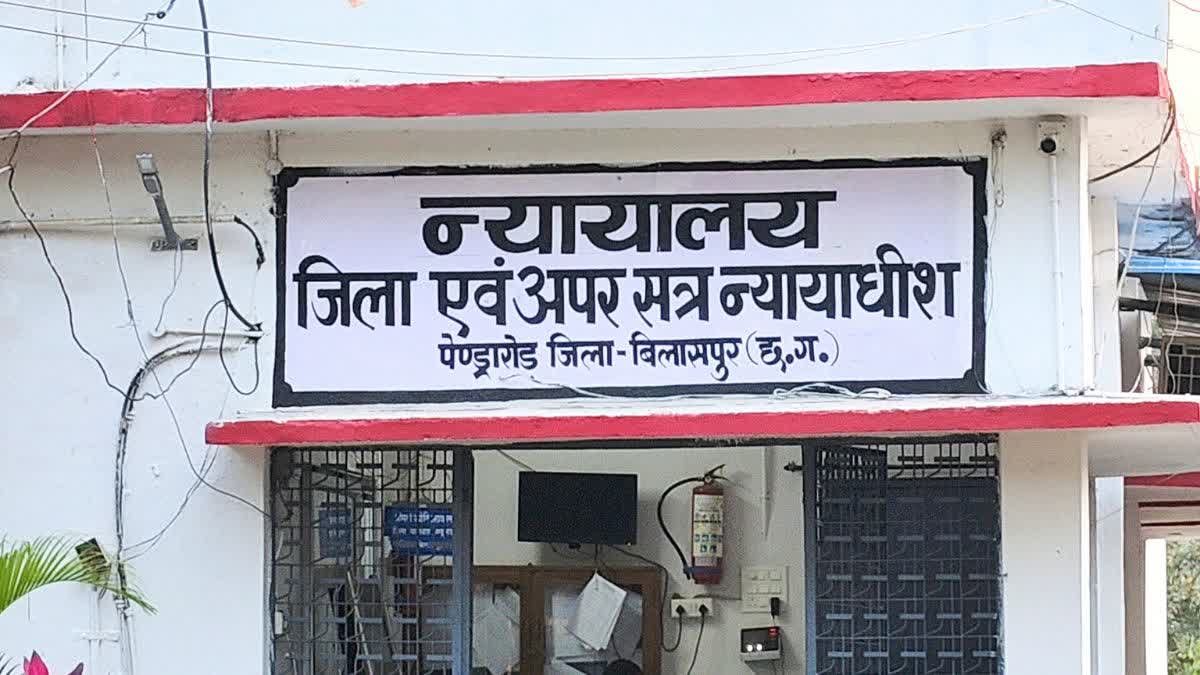 न्यायालय
जिला एवं अपर सत्र न्यायाधीश
पेण्ड्रारोड जिला-बिलासपुर (छ.ग.)